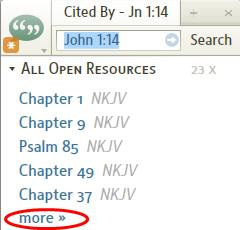 Cited By - Jn 1:14
John 1:14 Search
ALL OPEN RESOURCES 23 X
Chapter 1 NKJV
Chapter 9 NKJV
Psalm 85 NKJV
Chapter 49 NKJV
Chapter 37 NKJV
more »